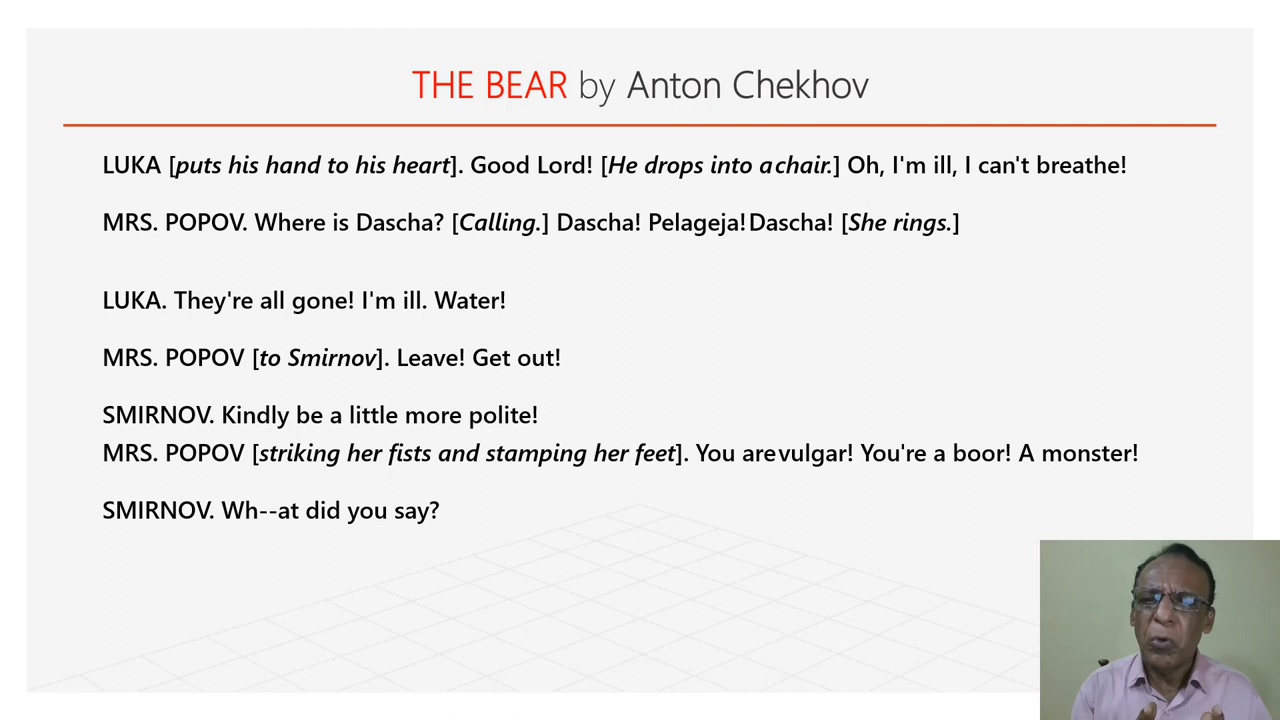 THE BEAR by Anton Chekhov
LUKA [puts his hand to his heart]. Good Lord! [He drops into a chair.] Oh, I'm ill, I can't breathe!
MRS. POPOV. Where is Dascha? [Calling.] Dascha! Pelageja! Dascha! [She rings.]
LUKA. They're all gone! I'm ill. Water!
MRS. POPOV [to Smirnov]. Leave! Get out!
SMIRNOV. Kindly be a little more polite!
MRS. POPOV [striking her fists and stamping her feet]. You are vulgar! You're a boor! A monster!
SMIRNOV. Wh--at did you say?